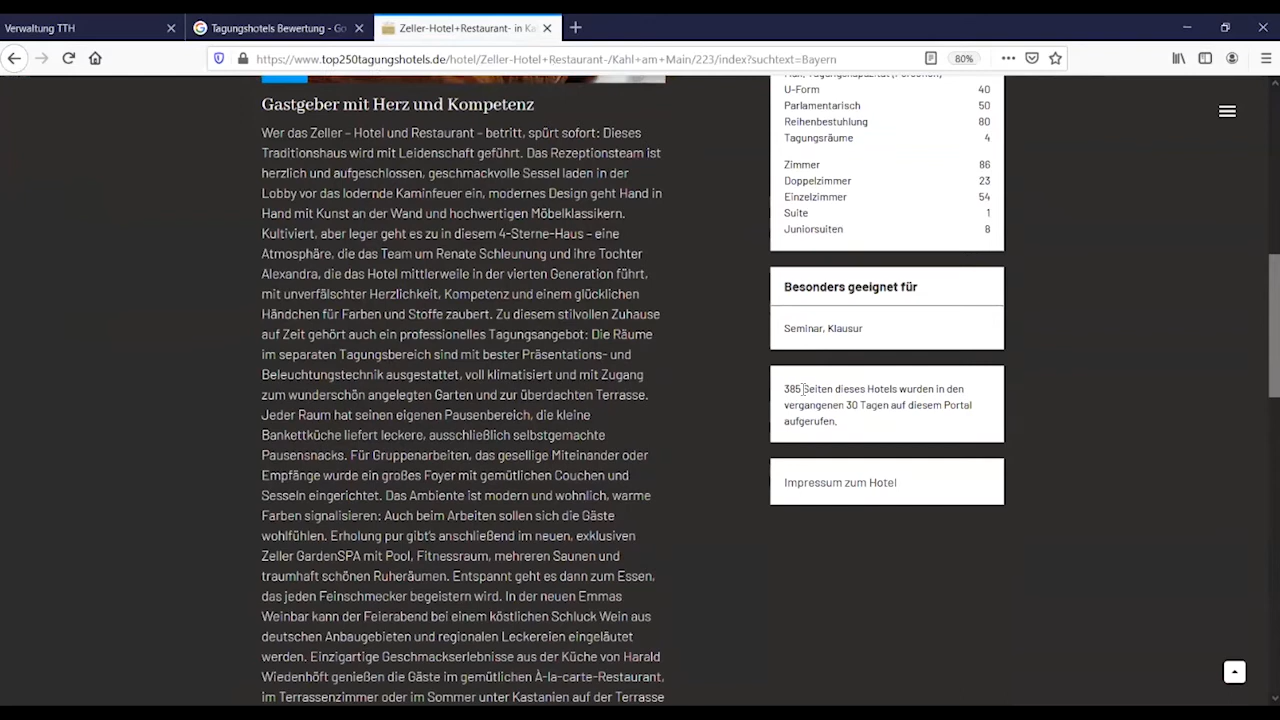 Verwaltung TTH
Tagungshotels Bewertung - Go
Zeller-Hotel+Restaurant- in Ka
https://www.top250tagungshotels.de/hotel/Zeller-Hotel+Restaurant-/Kahl+am+Main/223/index?suchtext=Bayern
80%
Gastgeber mit Herz und Kompetenz
Wer das Zeller – Hotel und Restaurant – betritt, spürt sofort: Dieses
Traditionshaus wird mit Leidenschaft geführt. Das Rezeptionsteam ist
herzlich und aufgeschlossen, geschmackvolle Sessel laden in der
Lobby vor das lodernde Kaminfeuer ein, modernes Design geht Hand in
Hand mit Kunst an der Wand und hochwertigen Möbelklassikern.
Kultiviert, aber leger geht es zu in diesem 4-Sterne-Haus – eine
Atmosphäre, die das Team um Renate Schleunung und ihre Tochter
Alexandra, die das Hotel mittlerweile in der vierten Generation führt,
mit unverfälschter Herzlichkeit, Kompetenz und einem glücklichen
Händchen für Farben und Stoffe zaubert. Zu diesem stilvollen Zuhause
auf Zeit gehört auch ein professionelles Tagungsangebot: Die Räume
im separaten Tagungsbereich sind mit bester Präsentations- und
Beleuchtungstechnik ausgestattet, voll klimatisiert und mit Zugang
zum wunderschön angelegten Garten und zur überdachten Terrasse.
Jeder Raum hat seinen eigenen Pausenbereich, die kleine
Bankettküche liefert leckere, ausschließlich selbstgemachte
Pausensnacks. Für Gruppenarbeiten, das gesellige Miteinander oder
Empfänge wurde ein großes Foyer mit gemütlichen Couchen und
Sesseln eingerichtet. Das Ambiente ist modern und wohnlich, warme
Farben signalisieren: Auch beim Arbeiten sollen sich die Gäste
wohlfühlen. Erholung pur gibt's anschließend im neuen, exklusiven
Zeller GardenSPA mit Pool, Fitnessraum, mehreren Saunen und
traumhaft schönen Ruheräumen. Entspannt geht es dann zum Essen,
das jeden Feinschmecker begeistern wird. In der neuen Emmas
Weinbar kann der Feierabend bei einem köstlichen Schluck Wein aus
deutschen Anbaugebieten und regionalen Leckereien eingeläutet
werden. Einzigartige Geschmackserlebnisse aus der Küche von Harald
Wiedenhöft genießen die Gäste im gemütlichen À-la-carte-Restaurant,
im Terrassenzimmer oder im Sommer unter Kastanien auf der Terrasse
Max. Tagungskapazität (Personen)
U-Form 40
Parlamentarisch 50
Reihenbestuhlung 80
Tagungsräume 4
Zimmer 86
Doppelzimmer 23
Einzelzimmer 54
Suite 1
Juniorsuiten 8
Besonders geeignet für
Seminar, Klausur
385 Seiten dieses Hotels wurden in den
vergangenen 30 Tagen auf diesem Portal
aufgerufen.
Impressum zum Hotel